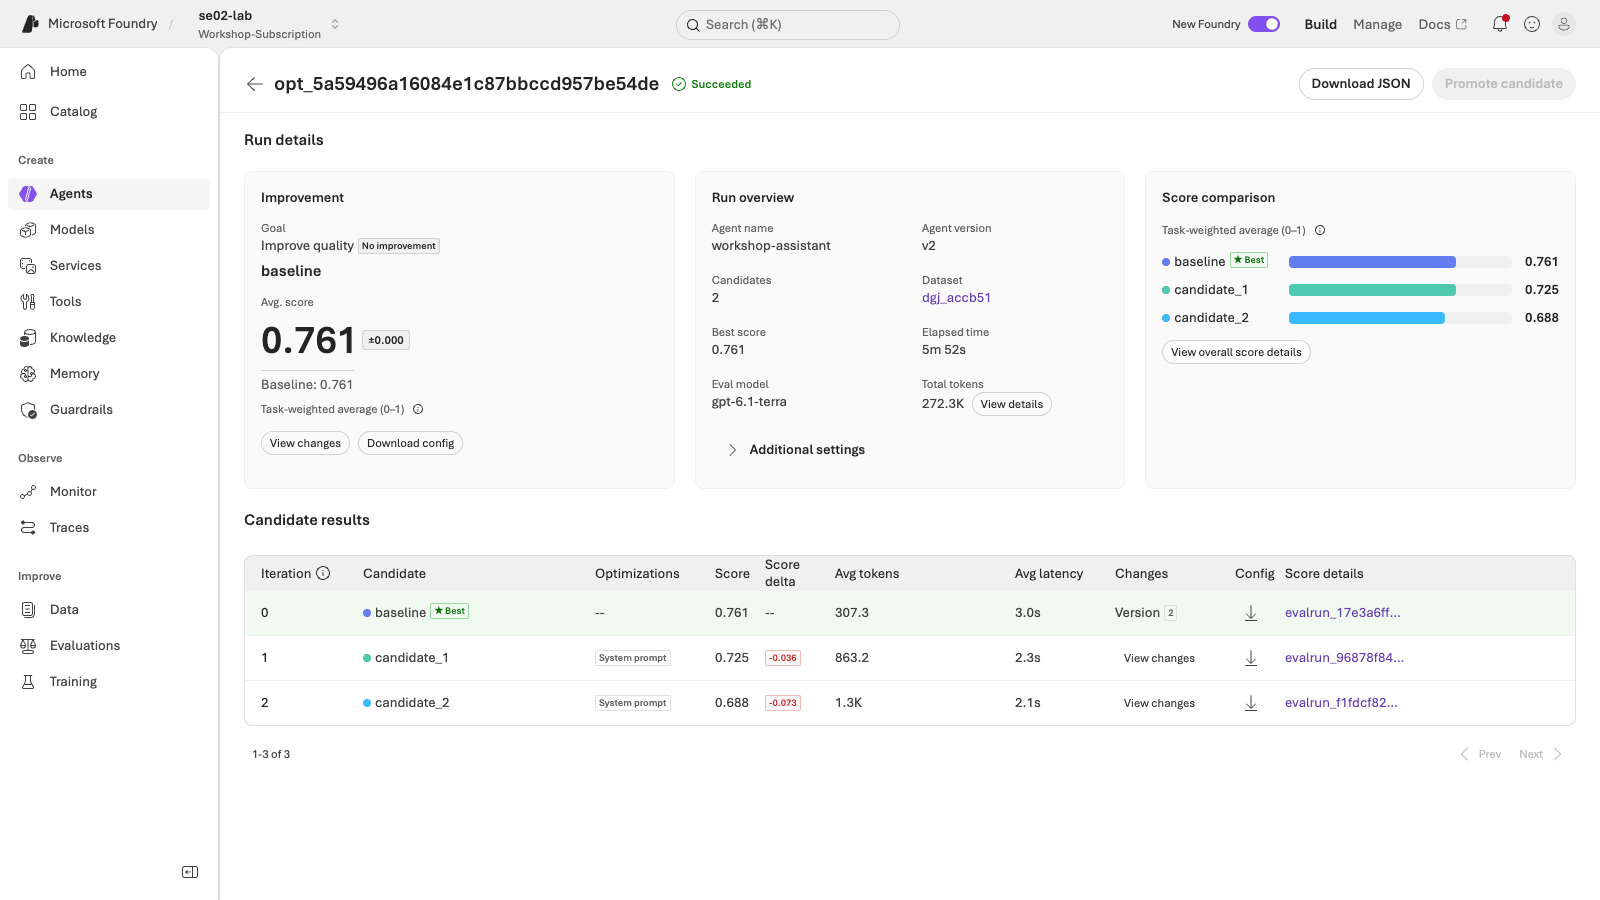 Microsoft Foundry / se02-lab
Workshop-Subscription
Search (⌘K)
New Foundry Build Manage Docs
Home
Catalog
Create
Agents
Models
Services
Tools
Knowledge
Memory
Guardrails
Observe
Monitor
Traces
Improve
Data
Evaluations
Training
opt_5a59496a16084e1c87bbccd957be54de Succeeded
Download JSON Promote candidate
Run details
Improvement
Goal
Improve quality No improvement
baseline
Avg. score
0.761 ±0.000
Baseline: 0.761
Task-weighted average (0–1)
View changes Download config
Run overview
Agent name Agent version
workshop-assistant v2
Candidates Dataset
2 dgj_accb51
Best score Elapsed time
0.761 5m 52s
Eval model Total tokens
gpt-6.1-terra 272.3K View details
Additional settings
Score comparison
Task-weighted average (0–1)
baseline Best 0.761
candidate_1 0.725
candidate_2 0.688
View overall score details
Candidate results
Iteration Candidate Optimizations Score Score delta Avg tokens Avg latency Changes Config Score details
0 baseline Best -- 0.761 -- 307.3 3.0s Version 2 evalrun_17e3a6ff...
1 candidate_1 System prompt 0.725 -0.036 863.2 2.3s View changes evalrun_96878f84...
2 candidate_2 System prompt 0.688 -0.073 1.3K 2.1s View changes evalrun_f1fdcf82...
1-3 of 3 Prev Next